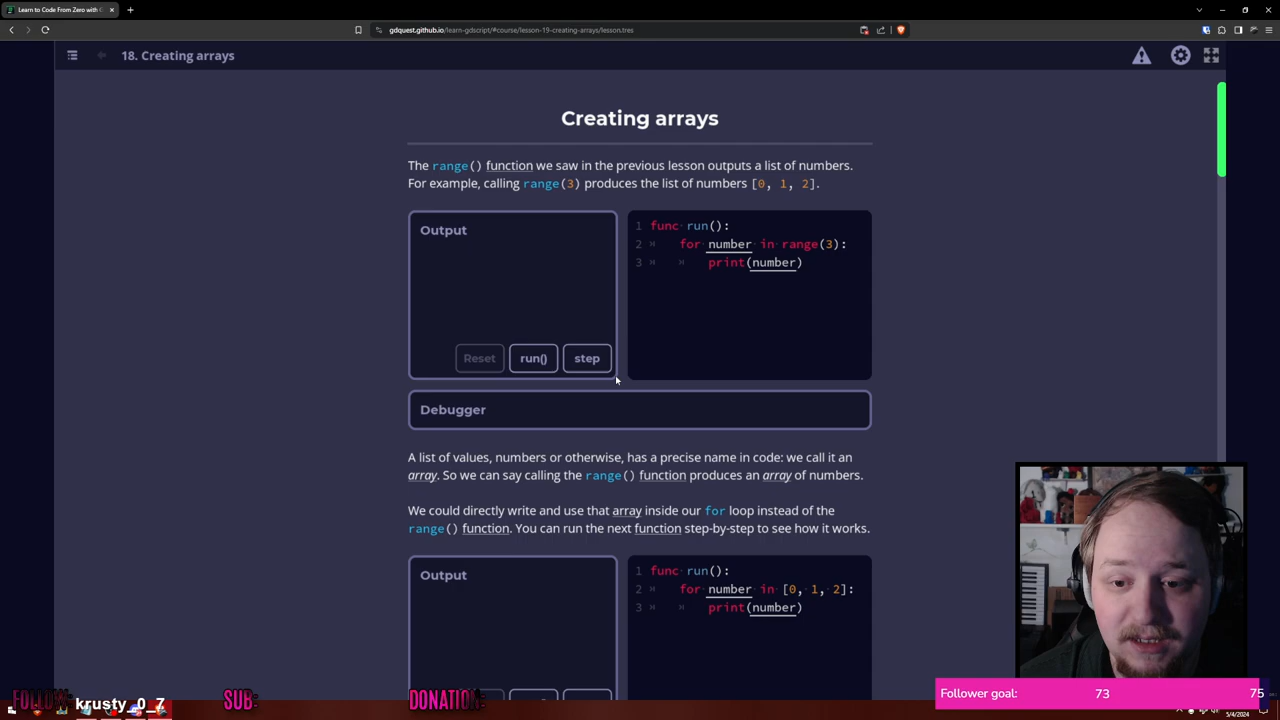 Learn to Code From Zero with
gdquest.github.io/learn-gdscript/#course/lesson-19-creating-arrays/lesson.tres
18. Creating arrays
Creating arrays
The range() function we saw in the previous lesson outputs a list of numbers.
For example, calling range(3) produces the list of numbers [0, 1, 2].
Output
Reset
run()
step
1 func run():
2 for number in range(3):
3 print(number)
Debugger
A list of values, numbers or otherwise, has a precise name in code: we call it an
array. So we can say calling the range() function produces an array of numbers.
We could directly write and use that array inside our for loop instead of the
range() function. You can run the next function step-by-step to see how it works.
Output
1 func run():
2 for number in [0, 1, 2]:
3 print(number)
FOLLOW: krusty_0_7
SUB:
DONATION:
Follower goal: 73 75
5/4/2024